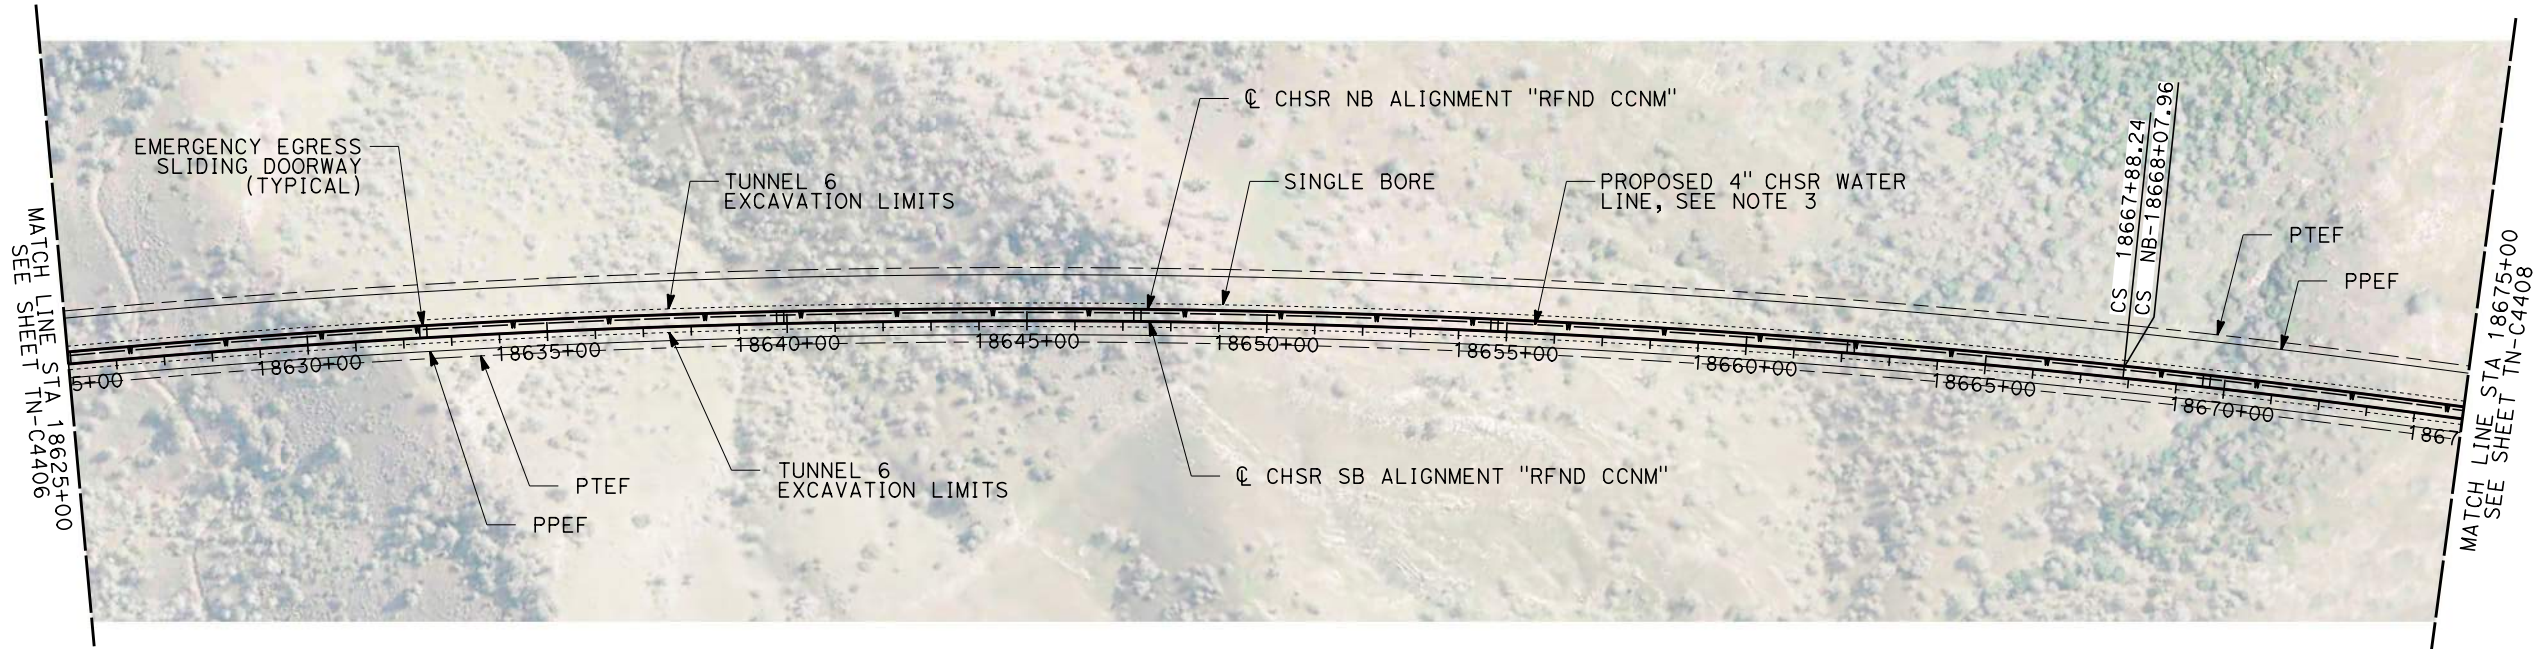 ℄ CHSR NB ALIGNMENT "RFND CCNM"
EMERGENCY EGRESS
SLIDING DOORWAY
(TYPICAL)
TUNNEL 6
EXCAVATION LIMITS
SINGLE BORE
PROPOSED 4" CHSR WATER
LINE, SEE NOTE 3
CS 18667+88.24
CS NB-18668+07.96
PTEF
PPEF
MATCH LINE STA 18625+00
SEE SHEET TN-C4406
5+00
18630+00
18635+00
18640+00
18645+00
18650+00
18655+00
18660+00
18665+00
18670+00
1867
MATCH LINE STA 18675+00
SEE SHEET TN-C4408
TUNNEL 6
EXCAVATION LIMITS
℄ CHSR SB ALIGNMENT "RFND CCNM"
PTEF
PPEF